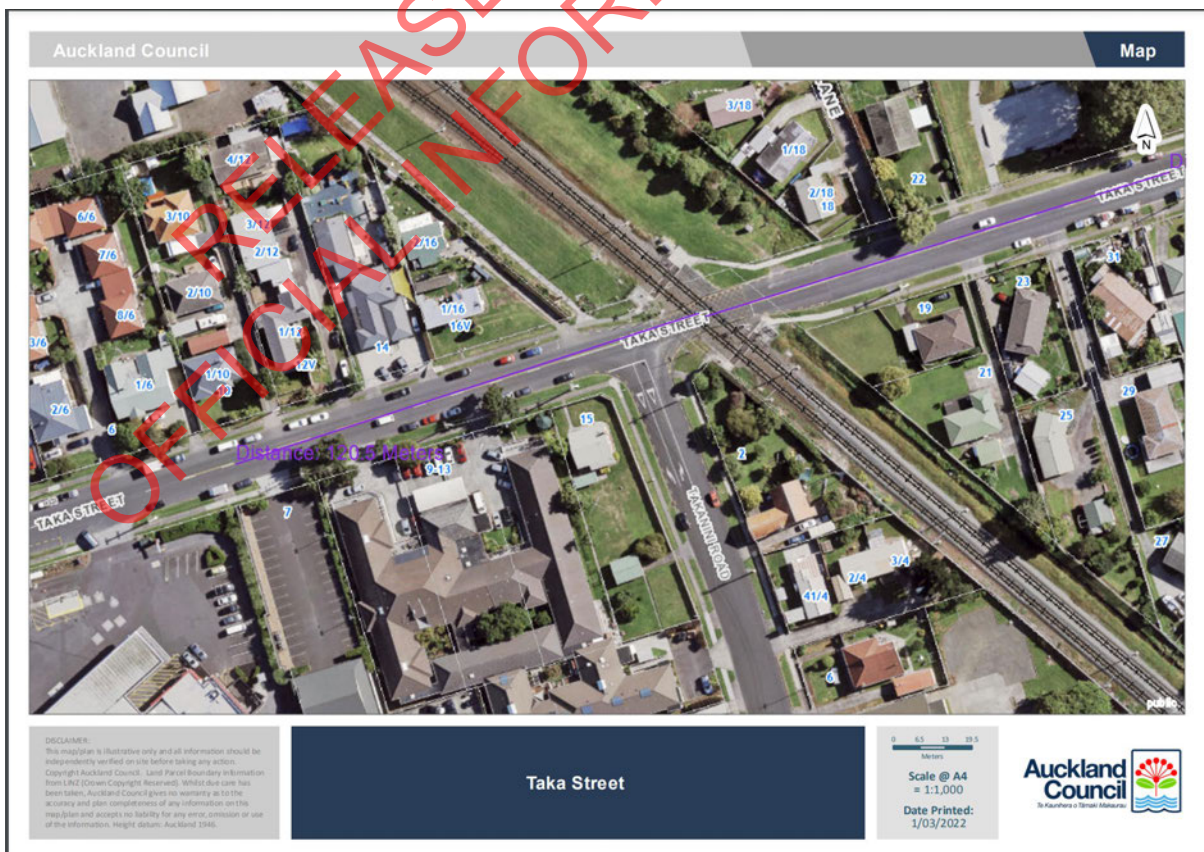 RELEASE
OFFICIAL INFOR
Auckland Council
Map
3/18
ANE
1/18
4/12
2/18
18
22
N
TAKA STREET
6/6
3/10
3/12
7/6
2/12
2/16
2/10
8/6
1/16
16V
31
23
19
3/6
1/12
14
TAKA STREET
12V
1/6
1/10
2/6
21
29
6
15
25
Distance: 120.5 Meters
9-13
2
TAKA STREET
7
TAKANINI ROAD
27
3/4
2/4
41/4
6
public
DISCLAIMER:
This map/plan is illustrative only and all information should be
independently verified on site before taking any action.
Copyright Auckland Council. Land Parcel Boundary Information
from LINZ (Crown Copyright Reserved). Whilst due care has
been taken, Auckland Council gives no warranty as to the
accuracy and plan completeness of any information on this
map/plan and accepts no liability for any error, omission or use
of the information. Height datum: Auckland 1946.
Taka Street
0 6.5 13 19.5
Meters
Scale @ A4
= 1:1,000
Date Printed:
1/03/2022
Auckland
Council
Te Kaunihera o Tāmaki Makaurau